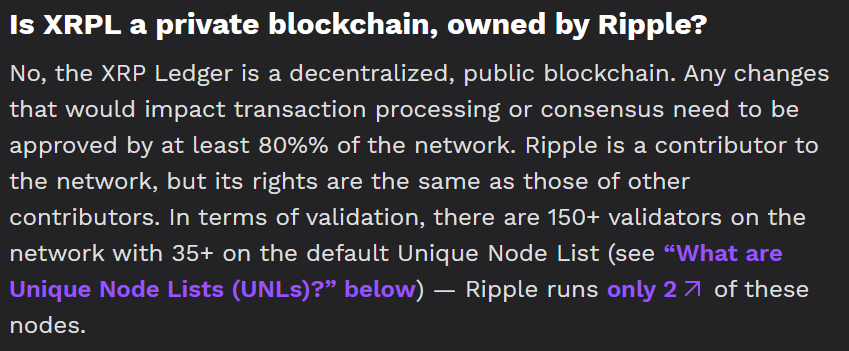 Is XRPL a private blockchain, owned by Ripple?
No, the XRP Ledger is a decentralized, public blockchain. Any changes
that would impact transaction processing or consensus need to be
approved by at least 80%% of the network. Ripple is a contributor to
the network, but its rights are the same as those of other
contributors. In terms of validation, there are 150+ validators on the
network with 35+ on the default Unique Node List (see “What are
Unique Node Lists (UNLs)?” below) — Ripple runs only 2 ↗ of these
nodes.